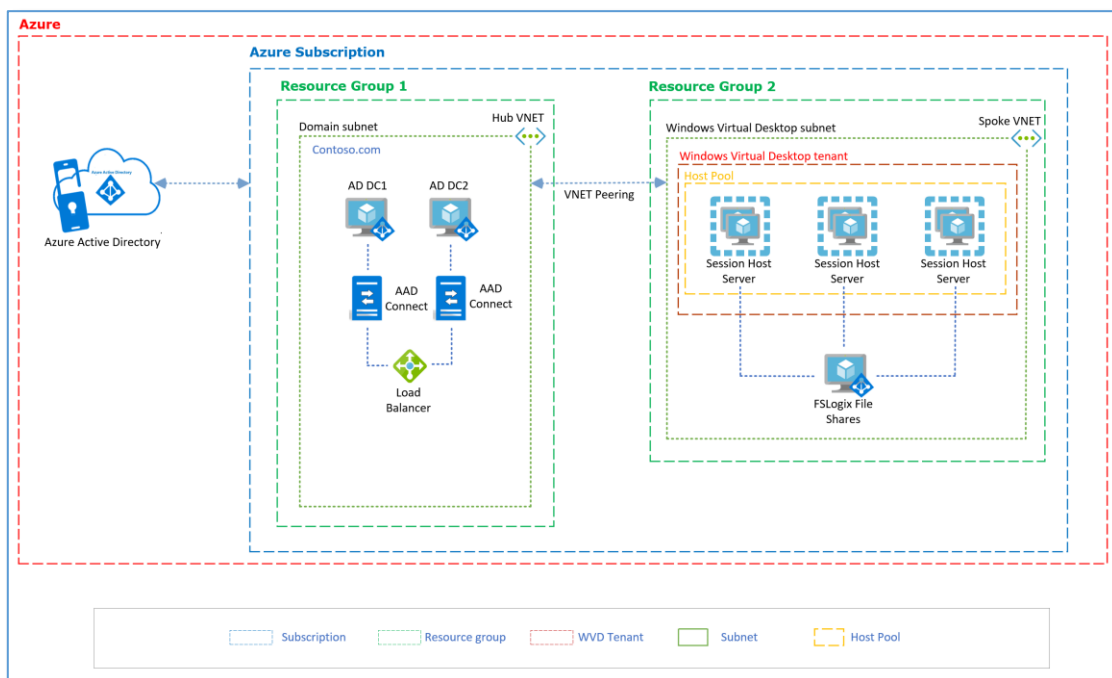 Azure
Azure Subscription
Resource Group 1
Resource Group 2
Hub VNET
Spoke VNET
Domain subnet
Windows Virtual Desktop subnet
Contoso.com
Windows Virtual Desktop tenant
Host Pool
Azure Active Directory
AD DC1
AD DC2
VNET Peering
Azure Active Directory
Session Host
Server
Session Host
Server
Session Host
Server
AAD
Connect
AAD
Connect
Load
Balancer
FSLogix File
Shares
Subscription
Resource group
WVD Tenant
Subnet
Host Pool